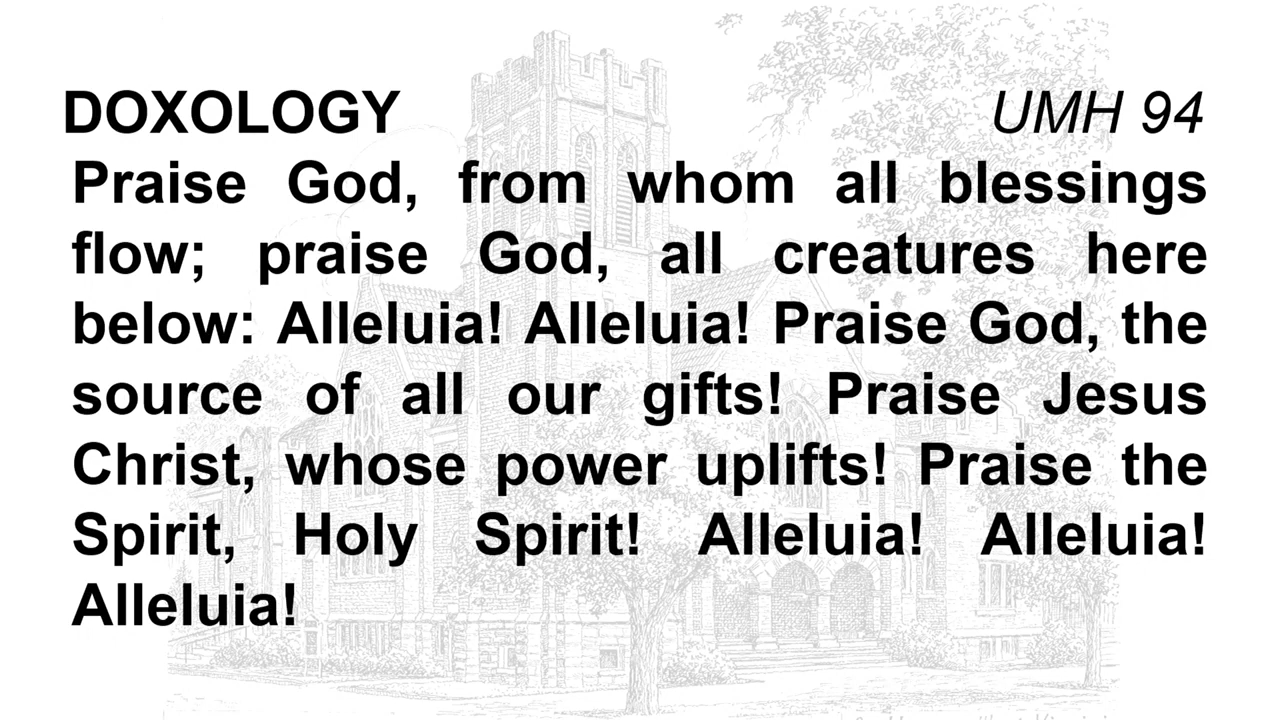 DOXOLOGY UMH 94
Praise God, from whom all blessings
flow; praise God, all creatures here
below: Alleluia! Alleluia! Praise God, the
source of all our gifts! Praise Jesus
Christ, whose power uplifts! Praise the
Spirit, Holy Spirit! Alleluia! Alleluia!
Alleluia!